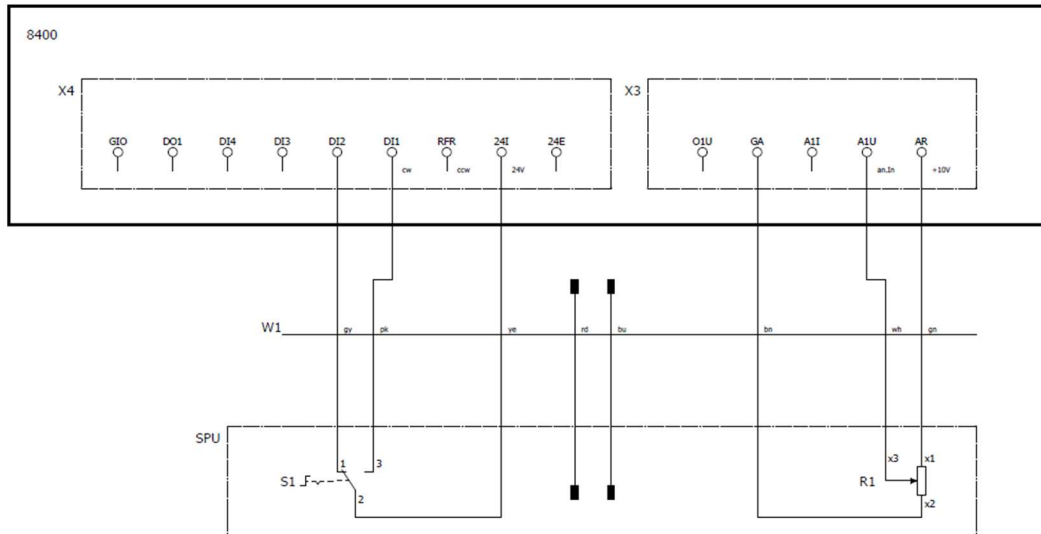 8400
X4 X3
GIO DO1 DI4 DI3 DI2 DI1 RFR 24I 24E O1U GA A1I A1U AR
cw ccw 24V an.In +10V
W1 gy pk ye rd bu bn wh gn
SPU
1 3 x3 x1
S1 R1
2 x2